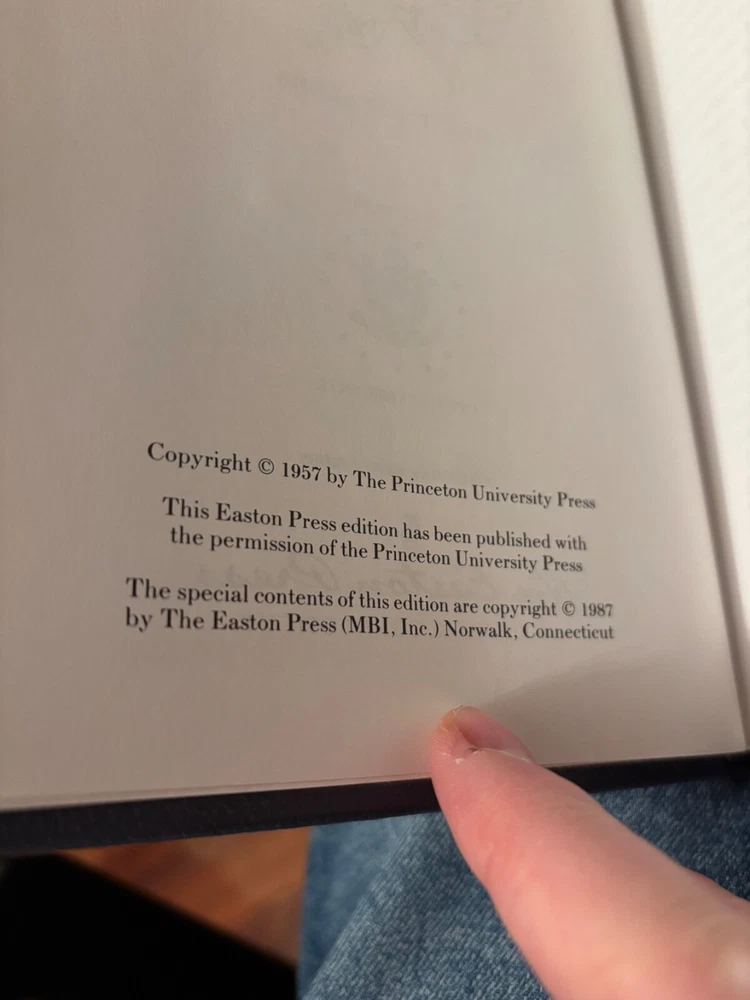 Copyright © 1957 by The Princeton University Press
This Easton Press edition has been published with
the permission of the Princeton University Press
The special contents of this edition are copyright © 1987
by The Easton Press (MBI, Inc.) Norwalk, Connecticut